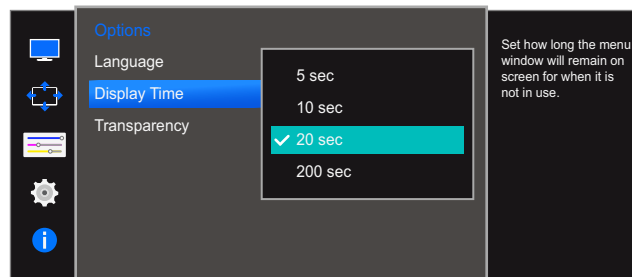 Options
Language
Display Time
Transparency
5 sec
10 sec
20 sec
200 sec
Set how long the menu
window will remain on
screen for when it is
not in use.